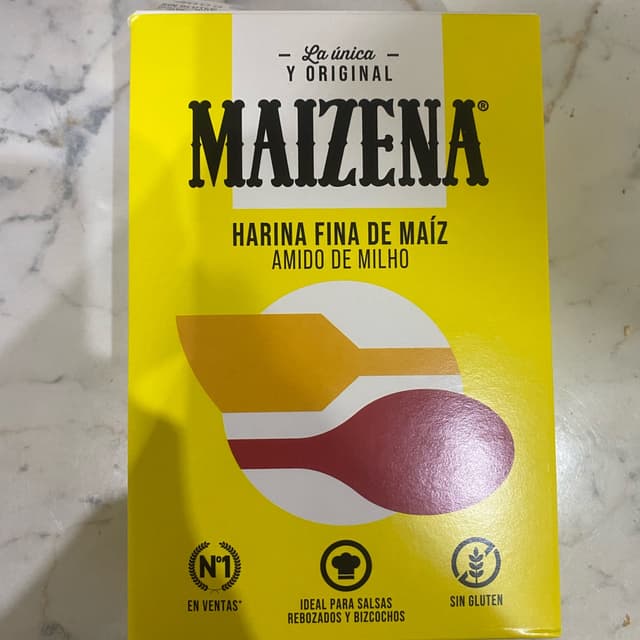 La única
Y ORIGINAL
MAIZENA®
HARINA FINA DE MAÍZ
AMIDO DE MILHO
Nº1
EN VENTAS*
IDEAL PARA SALSAS
REBOZADOS Y BIZCOCHOS
SIN GLUTEN